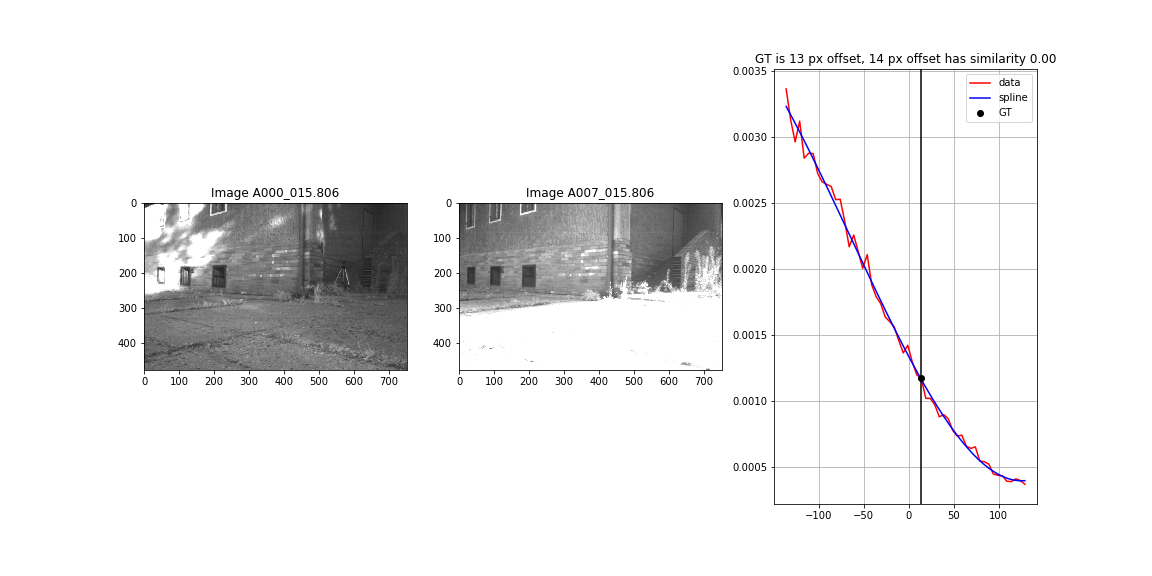 GT is 13 px offset, 14 px offset has similarity 0.00
Image A000_015.806
0
100
200
300
400
0 100 200 300 400 500 600 700
Image A007_015.806
0
100
200
300
400
0 100 200 300 400 500 600 700
data
spline
GT
0.0035
0.0030
0.0025
0.0020
0.0015
0.0010
0.0005
−100 −50 0 50 100